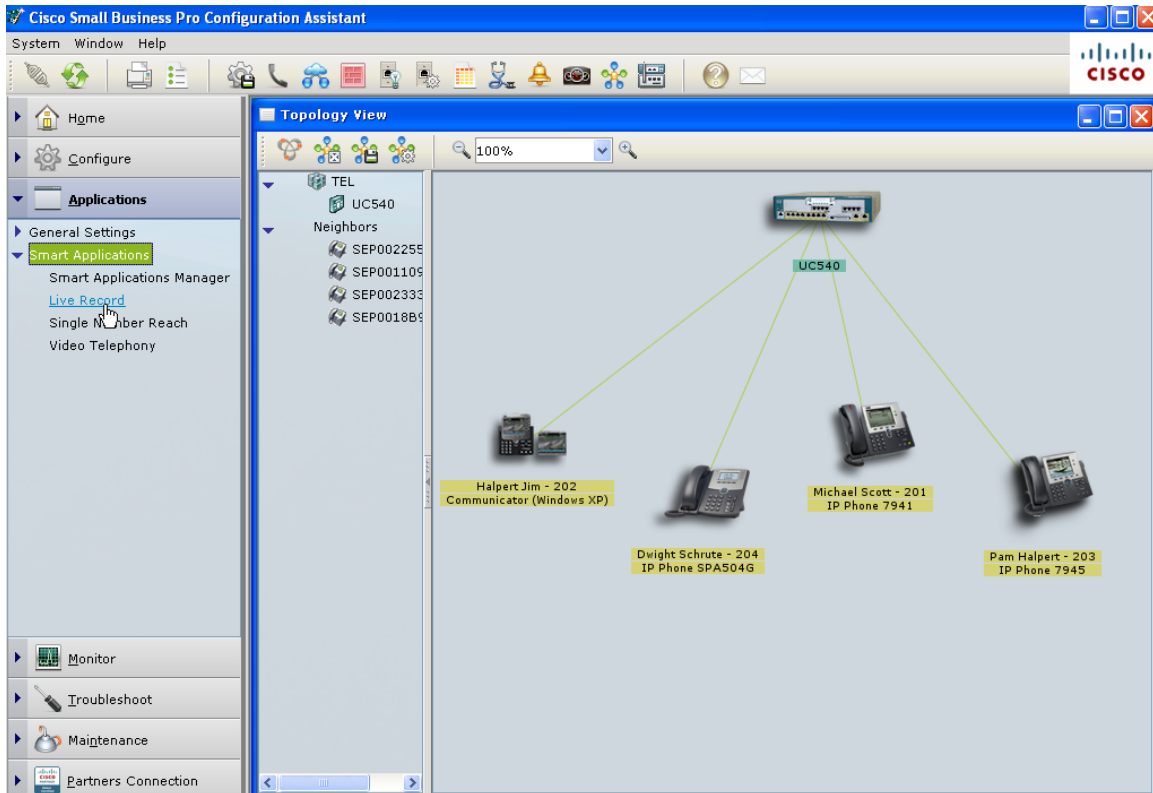 Cisco Small Business Pro Configuration Assistant
System Window Help
CISCO
Home
Configure
Applications
General Settings
Smart Applications
Smart Applications Manager
Live Record
Single Number Reach
Video Telephony
Monitor
Troubleshoot
Maintenance
Partners Connection
Topology View
100%
TEL
UC540
Neighbors
SEP002255
SEP001109
SEP002333
SEP0018B9
UC540
Halpert Jim - 202
Communicator (Windows XP)
Dwight Schrute - 204
IP Phone SPA504G
Michael Scott - 201
IP Phone 7941
Pam Halpert - 203
IP Phone 7945